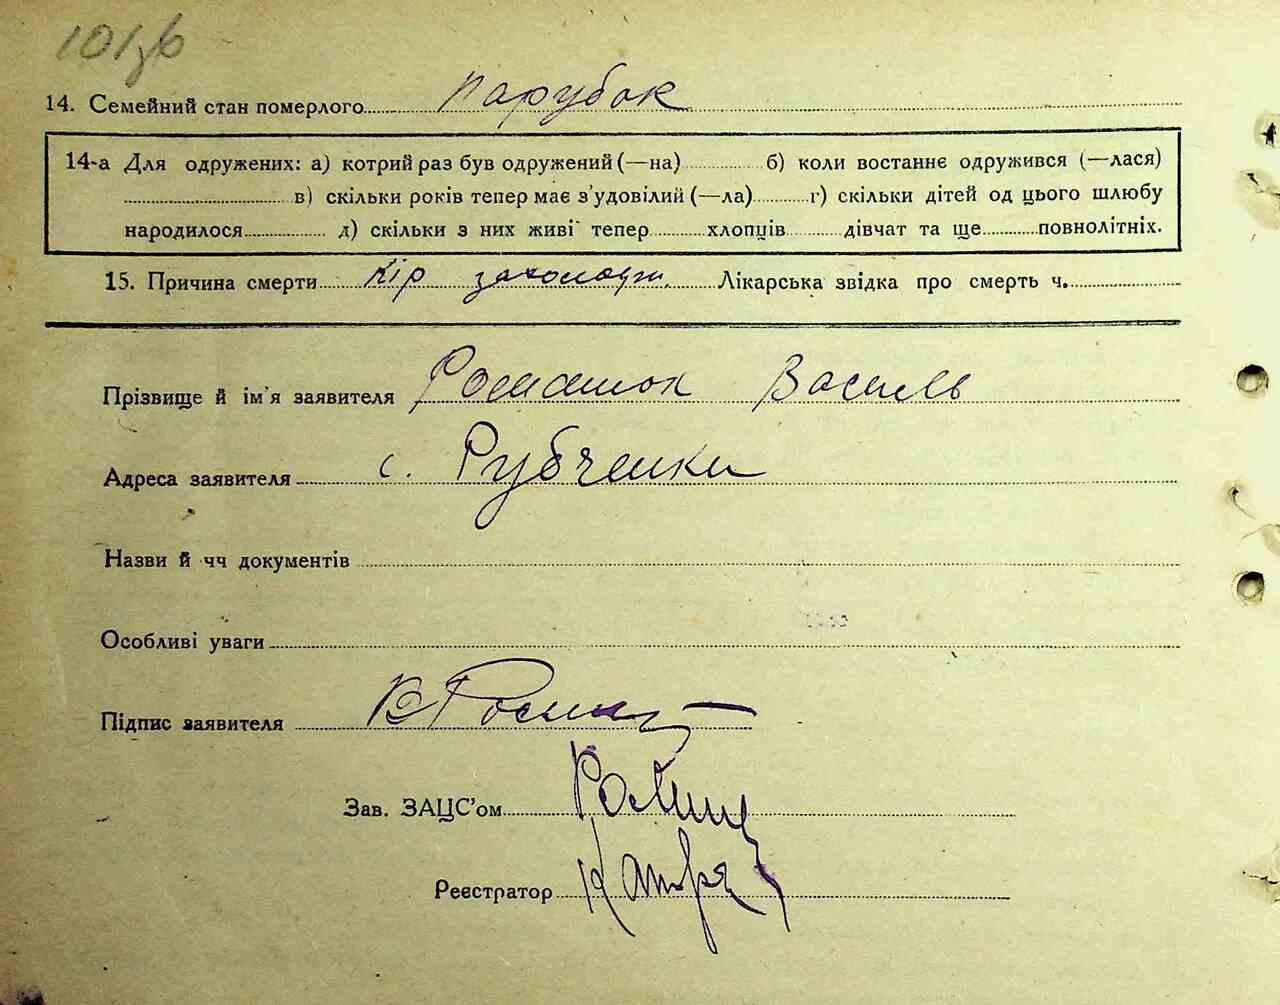 101зв
14. Семейний стан померлого парубок
14-а Для одружених: а) котрий раз був одружений (—на) б) коли востаннє одружився (—лася)
в) скільки років тепер має з'удовілий (—ла) г) скільки дітей од цього шлюбу
народилося д) скільки з них живі тепер хлопців дівчат та ще повнолітніх.
15. Причина смерти Кір Лікарська звідка про смерть ч.
Прізвище й ім'я заявителя Романюк Василь
Адреса заявителя с. Рубченки
Назви й чч документів
Особливі уваги
Підпис заявителя
Зав. ЗАЦС'ом
Реєстратор